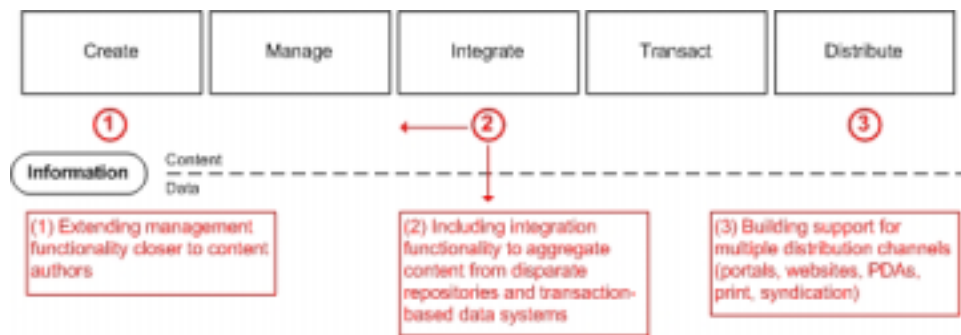 Create
Manage
Integrate
Transact
Distribute
1
2
3
Information
Content
Data
(1) Extending management
functionality closer to content
authors
(2) Including integration
functionality to aggregate
content from disparate
repositories and transaction-
based data systems
(3) Building support for
multiple distribution channels
(portals, websites, PDAs,
print, syndication)